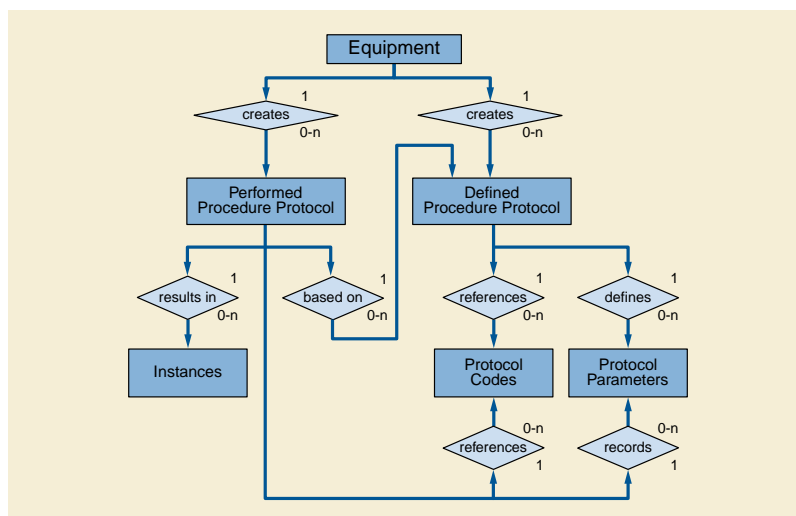 Equipment
1
1
creates
creates
0-n
0-n
Performed
Procedure Protocol
Defined
Procedure Protocol
1
1
1
1
results in
based on
references
defines
0-n
0-n
0-n
0-n
Instances
Protocol
Codes
Protocol
Parameters
0-n
0-n
references
records
1
1